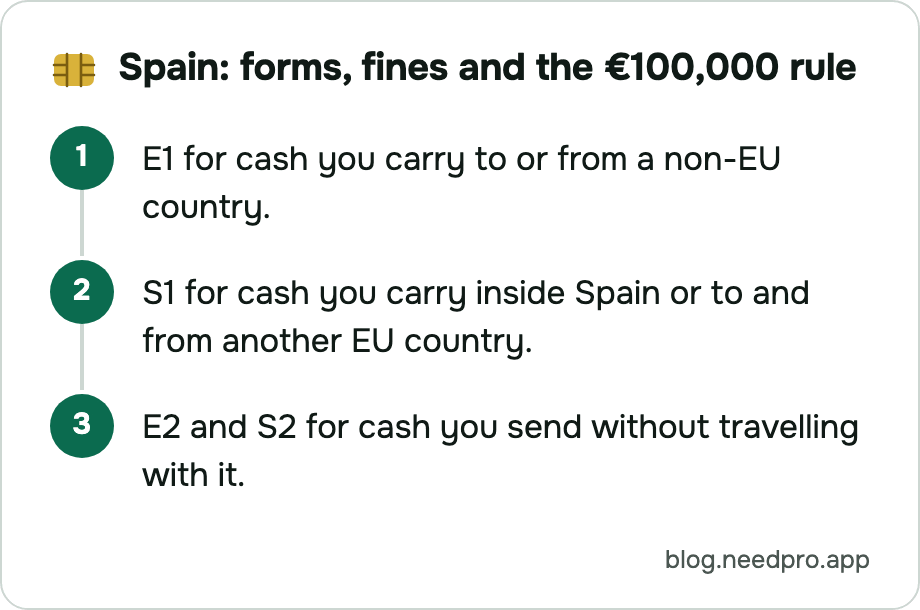 Spain: forms, fines and the €100,000 rule
1
E1 for cash you carry to or from a non-EU
country.
2
S1 for cash you carry inside Spain or to and
from another EU country.
3
E2 and S2 for cash you send without travelling
with it.
blog.needpro.app